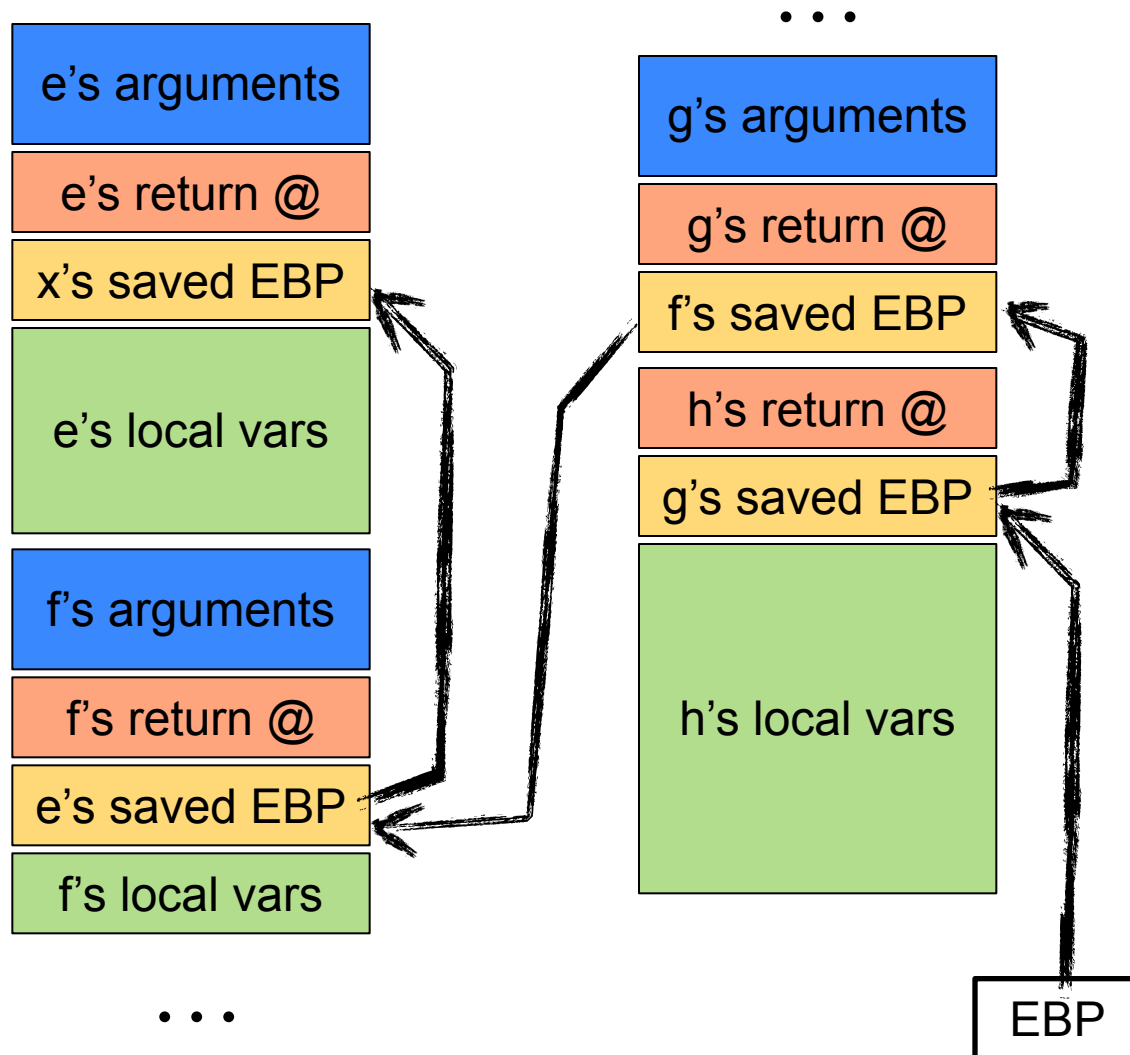 e’s arguments
e’s return @
x’s saved EBP
e’s local vars
f’s arguments
f’s return @
e’s saved EBP
f’s local vars
. . .
. . .
g’s arguments
g’s return @
f’s saved EBP
h’s return @
g’s saved EBP
h’s local vars
EBP